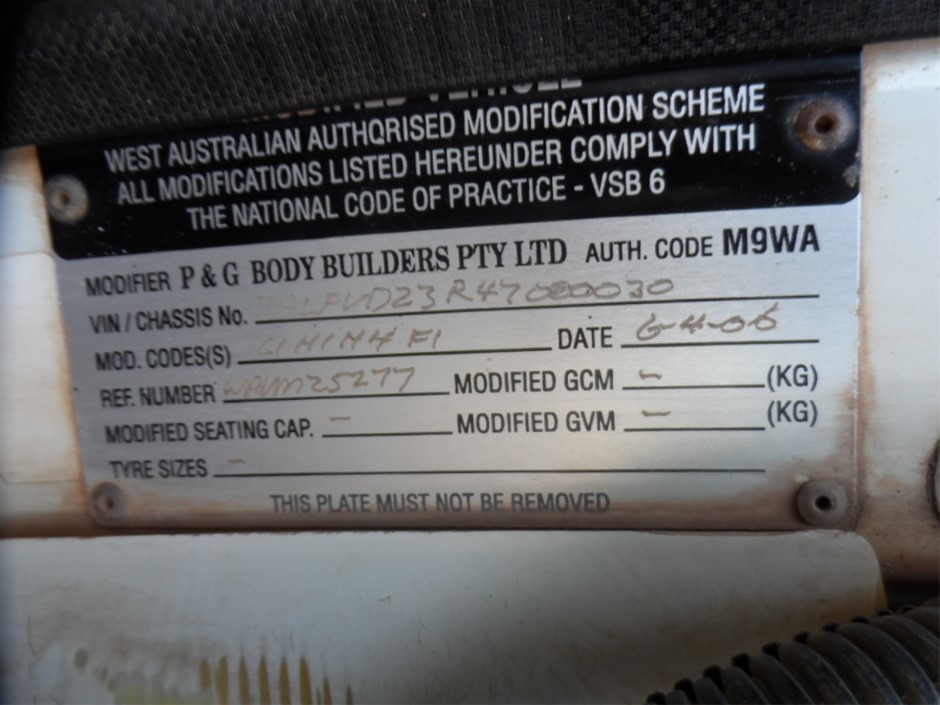 MODIFIED VEHICLE
WEST AUSTRALIAN AUTHORISED MODIFICATION SCHEME
ALL MODIFICATIONS LISTED HEREUNDER COMPLY WITH
THE NATIONAL CODE OF PRACTICE - VSB 6
MODIFIER P & G BODY BUILDERS PTY LTD AUTH. CODE M9WA
VIN / CHASSIS No.
MOD. CODES(S) DATE 6-4-06
REF. NUMBER MODIFIED GCM - (KG)
MODIFIED SEATING CAP. - MODIFIED GVM - (KG)
TYRE SIZES -
THIS PLATE MUST NOT BE REMOVED